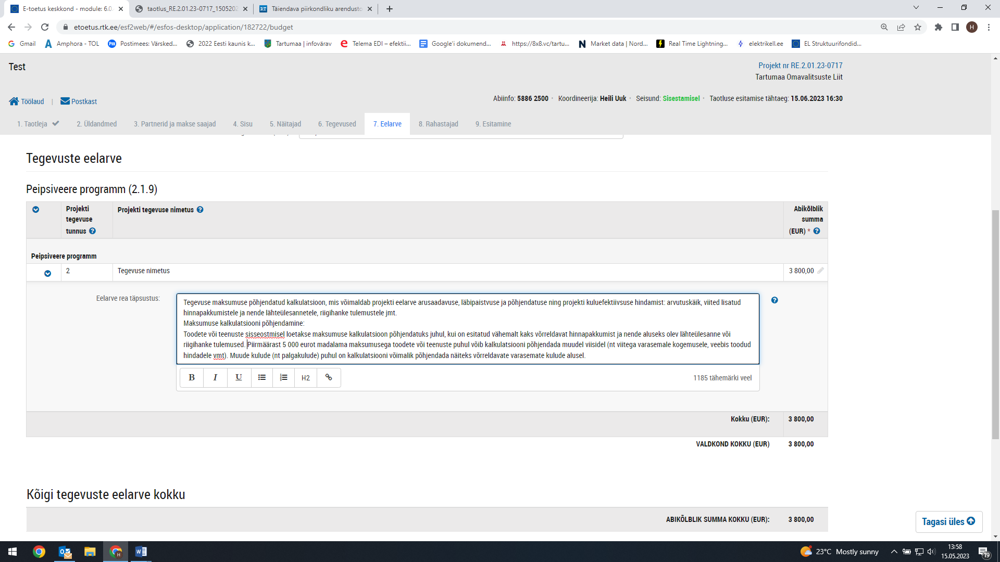 E-toetus keskkond - module: 6.0.
taotlus_RE.2.01.23-0717_1505202
Täiendava piirkondliku arendusto
etoetus.rtk.ee/esf2web/#/esfos-desktop/application/182722/budget
H
Gmail
Amphora - TOL
Postimees: Värsked...
2022 Eesti kaunis k...
Tartumaa | infovärav
Telema EDI – efektii...
Google'i dokumend...
https://8x8.vc/tartu...
Market data | Nord...
Real Time Lightning...
elektrikell.ee
EL Struktuurifondid...
Test
Projekt nr RE.2.01.23-0717
Tartumaa Omavalitsuste Liit
Töölaud | Postkast
Abiinfo: 5886 2500 • Koordineerija: Heili Uuk • Seisund: Sisestamisel • Taotluse esitamise tähtaeg: 15.06.2023 16:30
1. Taotleja
2. Üldandmed
3. Partnerid ja makse saajad
4. Sisu
5. Näitajad
6. Tegevused
7. Eelarve
8. Rahastajad
9. Esitamine
Tegevuste eelarve
Peipsiveere programm (2.1.9)
Projekti tegevuse tunnus
Projekti tegevuse nimetus
Abikõlblik summa (EUR) *
Peipsiveere programm
2
Tegevuse nimetus
3 800,00
Eelarve rea täpsustus:
Tegevuse maksumuse põhjendatud kalkulatsioon, mis võimaldab projekti eelarve arusaadavuse, läbipaistvuse ja põhjendatuse ning projekti kuluefektiivsuse hindamist: arvutuskäik, viited lisatud
hinnapakkumistele ja nende lähteülesannetele, riigihanke tulemustele jmt.
Maksumuse kalkulatsiooni põhjendamine:
Toodete või teenuste sisseostmisel loetakse maksumuse kalkulatsioon põhjendatuks juhul, kui on esitatud vähemalt kaks võrreldavat hinnapakkumist ja nende aluseks olev lähteülesanne või
riigihanke tulemused. Piirmäärast 5 000 eurot madalama maksumusega toodete või teenuste puhul võib kalkulatsiooni põhjendada muudel viisidel (nt viitega varasemale kogemusele, veebis toodud
hindadele vmt). Muude kulude (nt palgakulude) puhul on kalkulatsiooni võimalik põhjendada näiteks võrreldavate varasemate kulude alusel.
B I U H2
1185 tähemärki veel
Kokku (EUR): 3 800,00
VALDKOND KOKKU (EUR) 3 800,00
Kõigi tegevuste eelarve kokku
ABIKÕLBLIK SUMMA KOKKU (EUR): 3 800,00
Tagasi üles
23°C Mostly sunny
13:58
15.05.2023
19